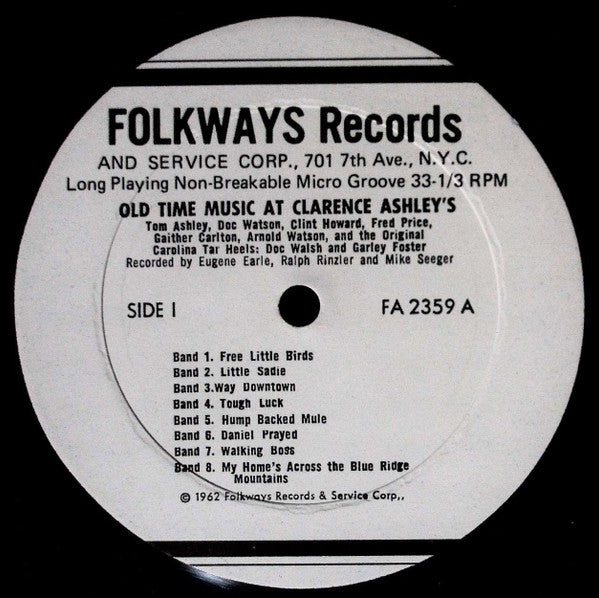 FOLKWAYS Records
AND SERVICE CORP., 701 7th Ave., N.Y.C.
Long Playing Non-Breakable Micro Groove 33-1/3 RPM
OLD TIME MUSIC AT CLARENCE ASHLEY'S
Tom Ashley, Doc Watson, Clint Howard, Fred Price,
Gaither Carlton, Arnold Watson, and the Original
Carolina Tar Heels: Doc Walsh and Garley Foster
Recorded by Eugene Earle, Ralph Rinzler and Mike Seeger
SIDE I FA 2359 A
Band 1. Free Little Birds
Band 2. Little Sadie
Band 3.Way Downtown
Band 4. Tough Luck
Band 5. Hump Backed Mule
Band 6. Daniel Prayed
Band 7. Walking Boss
Band 8. My Home's Across the Blue Ridge
Mountains
© 1962 Folkways Records & Service Corp,,